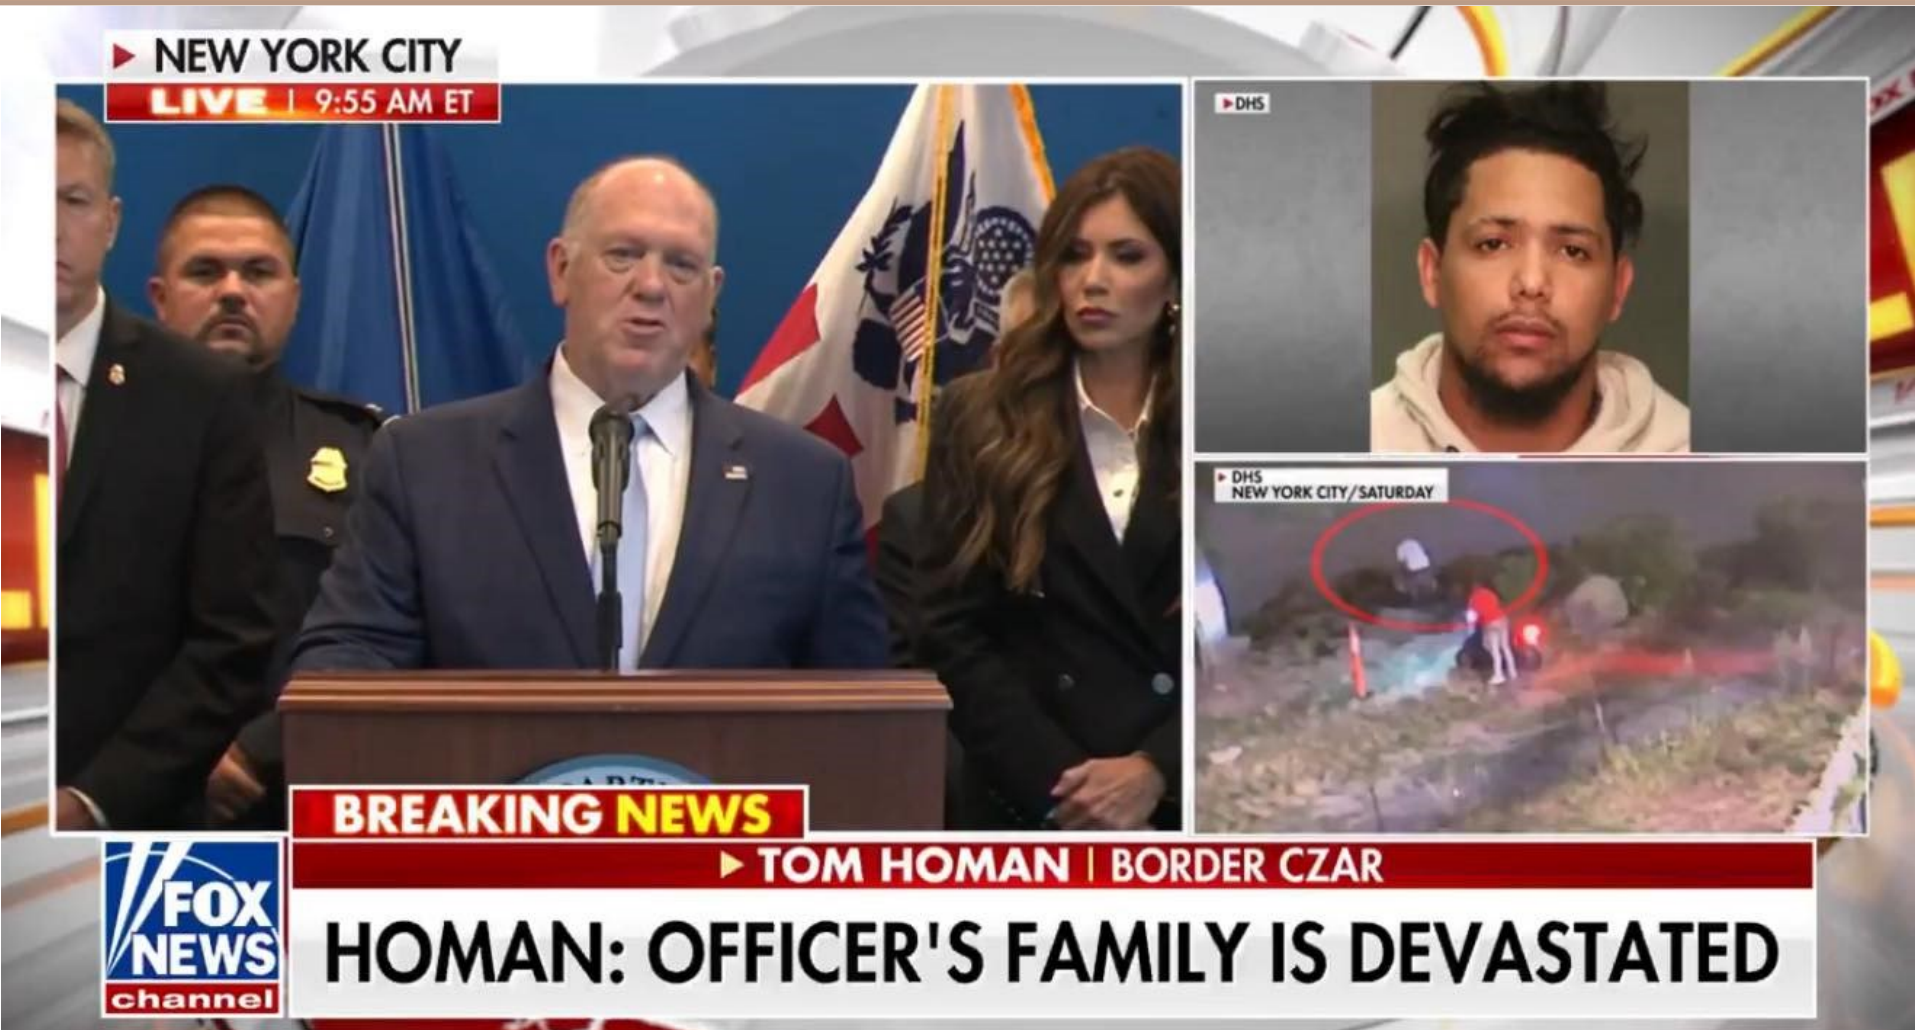 NEW YORK CITY
LIVE | 9:55 AM ET
DHS
DHS
NEW YORK CITY/SATURDAY
BREAKING NEWS
TOM HOMAN | BORDER CZAR
HOMAN: OFFICER'S FAMILY IS DEVASTATED
FOX
NEWS
channel